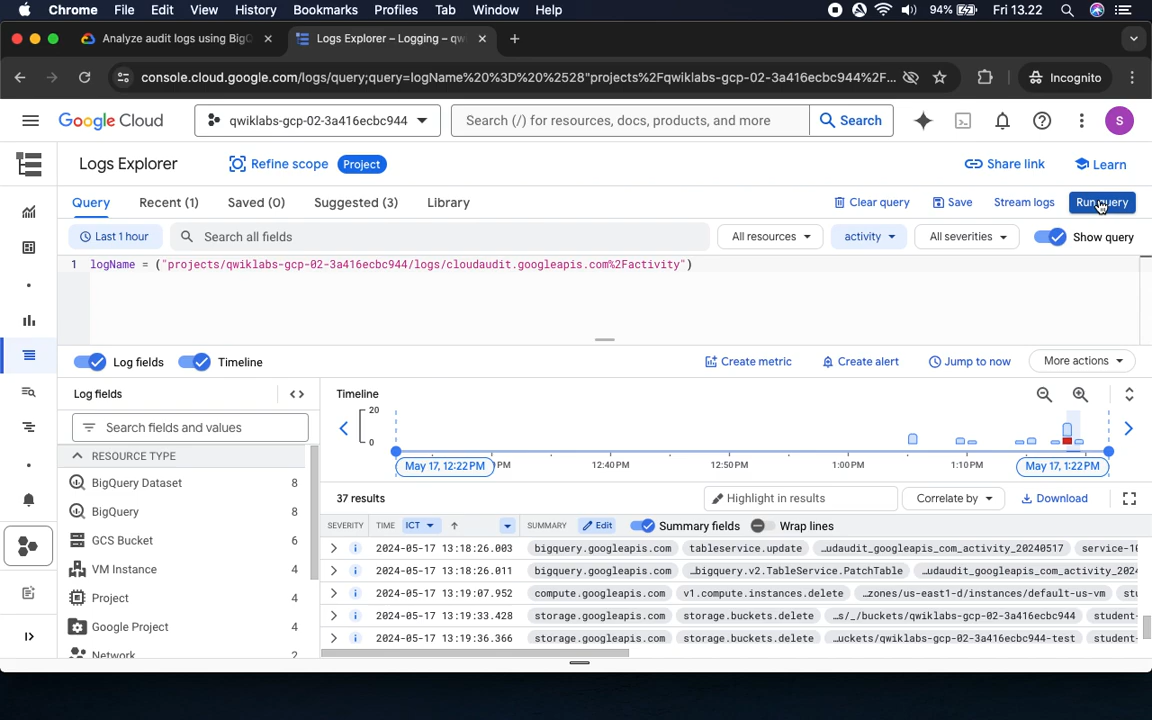 Chrome File Edit View History Bookmarks Profiles Tab Window Help 94% Fri 13.22
Analyze audit logs using BigQ
Logs Explorer – Logging – qw
console.cloud.google.com/logs/query;query=logName%20%3D%20%2528"projects%2Fqwiklabs-gcp-02-3a416ecbc944%2F... Incognito
Google Cloud qwiklabs-gcp-02-3a416ecbc944 Search (/) for resources, docs, products, and more Search S
Logs Explorer Refine scope Project Share link Learn
Query Recent (1) Saved (0) Suggested (3) Library Clear query Save Stream logs Run query
Last 1 hour Search all fields All resources activity All severities Show query
1 logName = ("projects/qwiklabs-gcp-02-3a416ecbc944/logs/cloudaudit.googleapis.com%2Factivity")
Log fields Timeline Create metric Create alert Jump to now More actions
Log fields
Search fields and values
RESOURCE TYPE
BigQuery Dataset 8
BigQuery 8
GCS Bucket 6
VM Instance 4
Project 4
Google Project 4
Network 2
Timeline
20
0
May 17, 12:22 PM PM 12:40 PM 12:50 PM 1:00 PM 1:10 PM May 17, 1:22 PM
37 results Highlight in results Correlate by Download
SEVERITY TIME ICT SUMMARY Edit Summary fields Wrap lines
2024-05-17 13:18:26.003 bigquery.googleapis.com tableservice.update …udaudit_googleapis_com_activity_20240517 service-10
2024-05-17 13:18:26.011 bigquery.googleapis.com …bigquery.v2.TableService.PatchTable …udaudit_googleapis_com_activity_202
2024-05-17 13:19:07.952 compute.googleapis.com v1.compute.instances.delete …zones/us-east1-d/instances/default-us-vm stu
2024-05-17 13:19:33.428 storage.googleapis.com storage.buckets.delete …s/_/buckets/qwiklabs-gcp-02-3a416ecbc944 student-
2024-05-17 13:19:36.366 storage.googleapis.com storage.buckets.delete …uckets/qwiklabs-gcp-02-3a416ecbc944-test student-